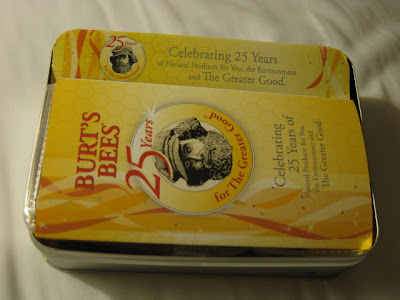 25 Years
Celebrating 25 Years
of Natural Products for You, the Environment
and The Greater Good.
BURT'S
BEES
25 Years
for The Greater Good™
Celebrating
25 Years of
Natural Products for You,
the Environment and
The Greater Good